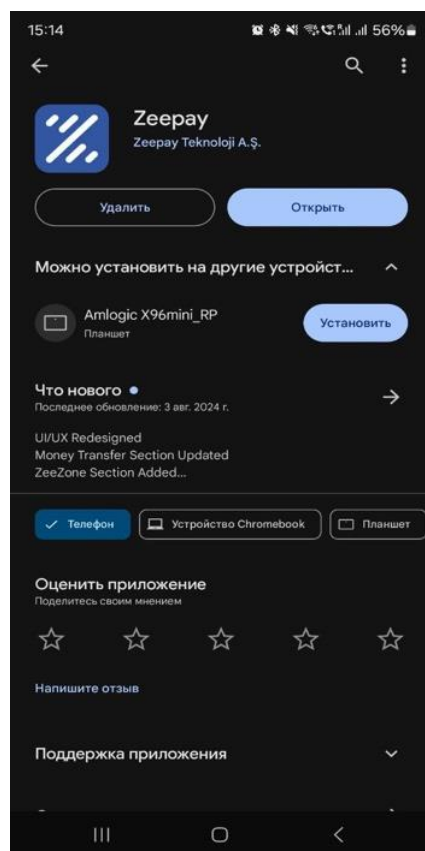 15:14
56%
Zeepay
Zeepay Teknoloji A.Ş.
Удалить
Открыть
Можно установить на другие устройст...
Amlogic X96mini_RP
Планшет
Установить
Что нового
Последнее обновление: 3 авг. 2024 г.
UI/UX Redesigned
Money Transfer Section Updated
ZeeZone Section Added...
Телефон
Устройство Chromebook
Планшет
Оценить приложение
Поделитесь своим мнением
Напишите отзыв
Поддержка приложения